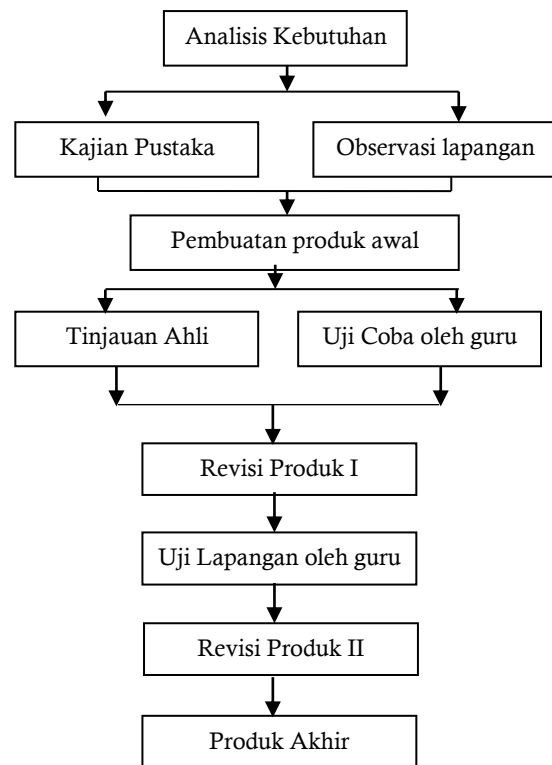 Analisis Kebutuhan
Kajian Pustaka
Observasi lapangan
Pembuatan produk awal
Tinjauan Ahli
Uji Coba oleh guru
Revisi Produk I
Uji Lapangan oleh guru
Revisi Produk II
Produk Akhir